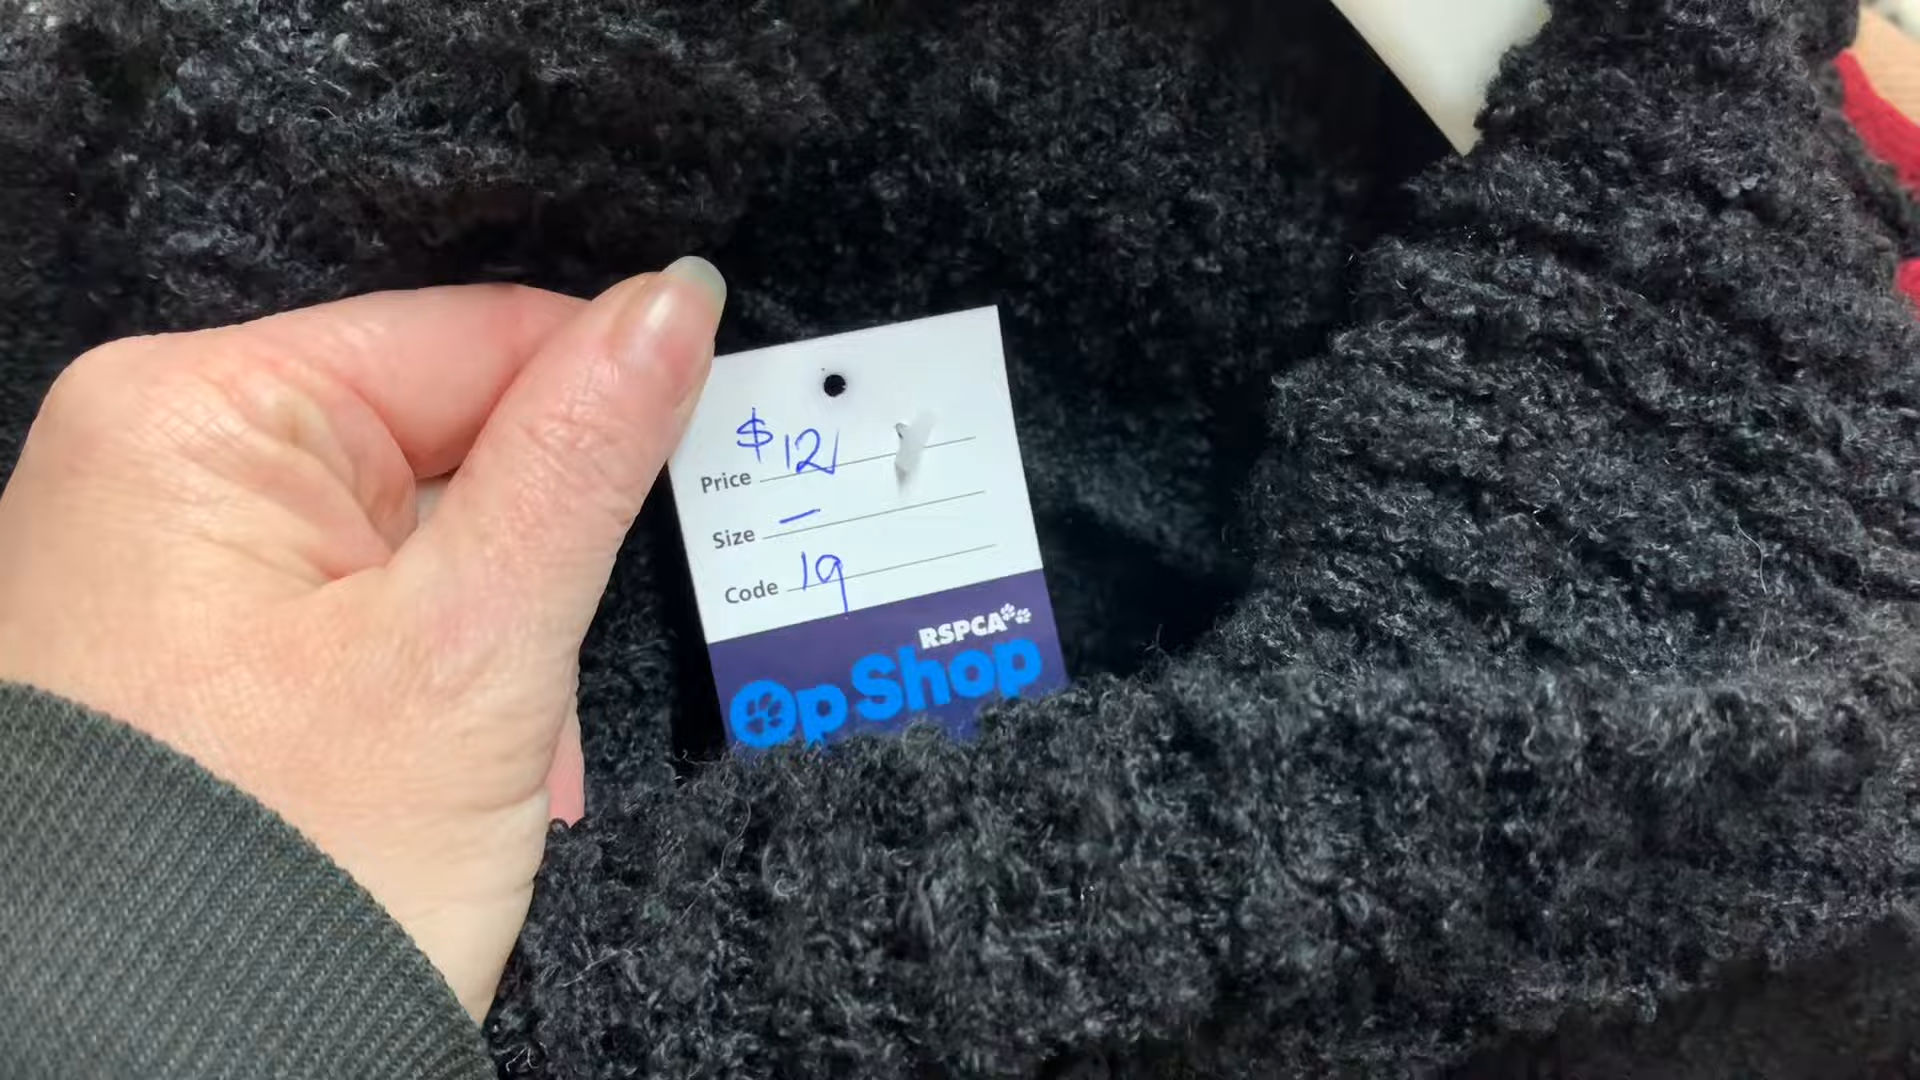 Price $12/
Size —
Code 19
RSPCA
Op Shop